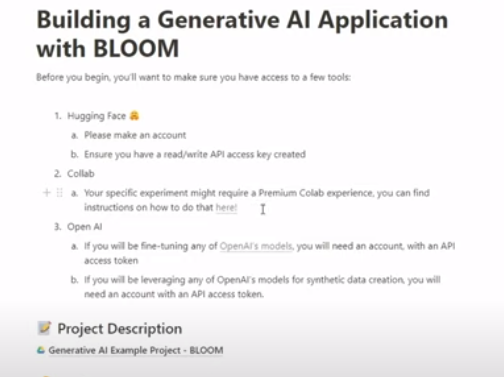 Building a Generative AI Application
with BLOOM
Before you begin, you'll want to make sure you have access to a few tools:
1. Hugging Face 🤗
a. Please make an account
b. Ensure you have a read/write API access key created
2. Collab
a. Your specific experiment might require a Premium Colab experience, you can find
instructions on how to do that here!
3. Open AI
a. If you will be fine-tuning any of OpenAI's models, you will need an account, with an API
access token
b. If you will be leveraging any of OpenAI's models for synthetic data creation, you will
need an account with an API access token.
📝 Project Description
Generative AI Example Project - BLOOM